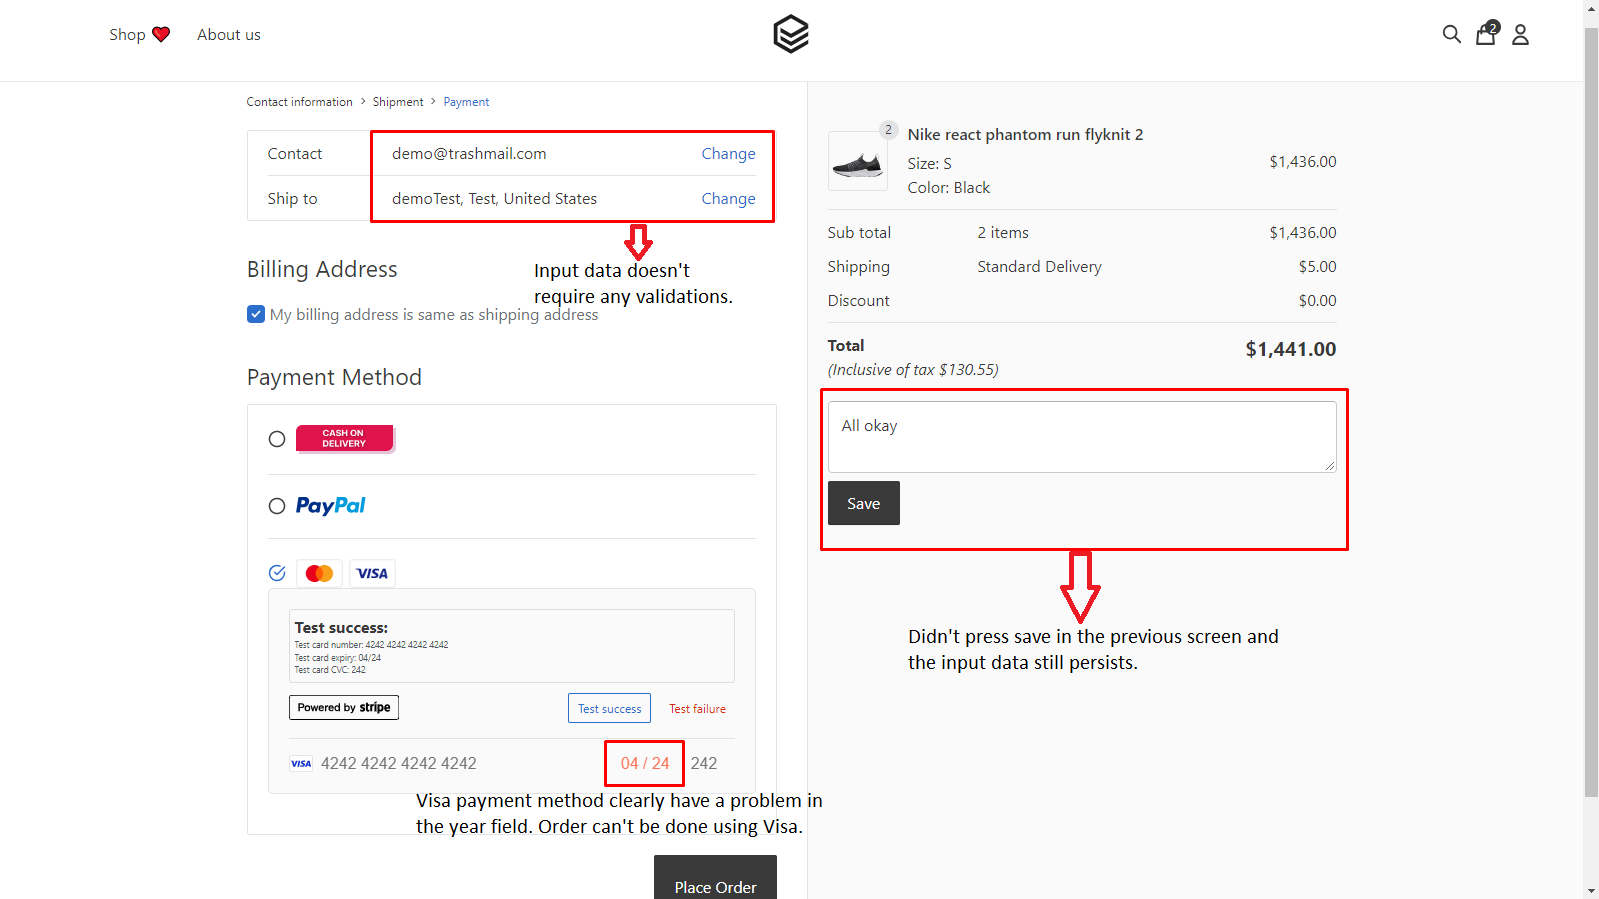 Shop ❤ About us
2
Contact information > Shipment > Payment
Contact demo@trashmail.com Change
Ship to demoTest, Test, United States Change
Input data doesn't
require any validations.
Billing Address
My billing address is same as shipping address
Payment Method
CASH ON
DELIVERY
PayPal
VISA
Test success:
Test card number: 4242 4242 4242 4242
Test card expiry: 04/24
Test card CVC: 242
Powered by stripe Test success Test failure
VISA 4242 4242 4242 4242 04 / 24 242
Visa payment method clearly have a problem in
the year field. Order can't be done using Visa.
Place Order
2
Nike react phantom run flyknit 2
Size: S $1,436.00
Color: Black
Sub total 2 items $1,436.00
Shipping Standard Delivery $5.00
Discount $0.00
Total $1,441.00
(Inclusive of tax $130.55)
All okay
Save
Didn't press save in the previous screen and
the input data still persists.